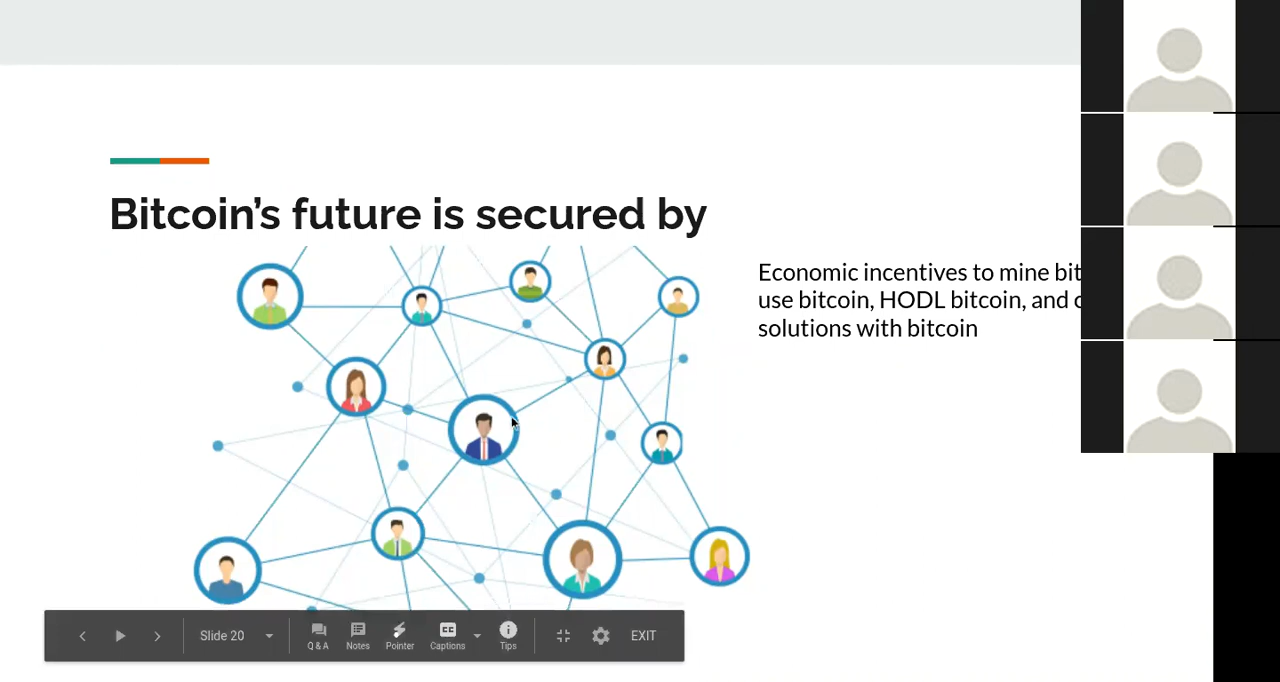 Bitcoin's future is secured by
Economic incentives to mine
use bitcoin, HODL bitcoin, and
solutions with bitcoin
Slide 20
Q & A
Notes
Pointer
Captions
Tips
EXIT